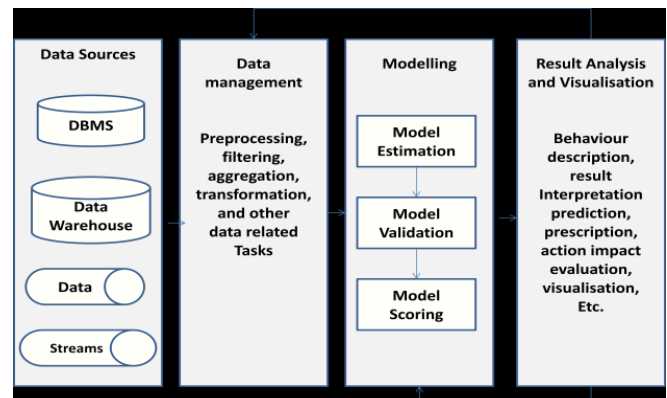 Data Sources
DBMS
Data
Warehouse
Data
Streams
Data
management
Preprocessing,
filtering,
aggregation,
transformation,
and other
data related
Tasks
Modelling
Model
Estimation
Model
Validation
Model
Scoring
Result Analysis
and Visualisation
Behaviour
description,
result
Interpretation
prediction,
prescription,
action impact
evaluation,
visualisation,
Etc.